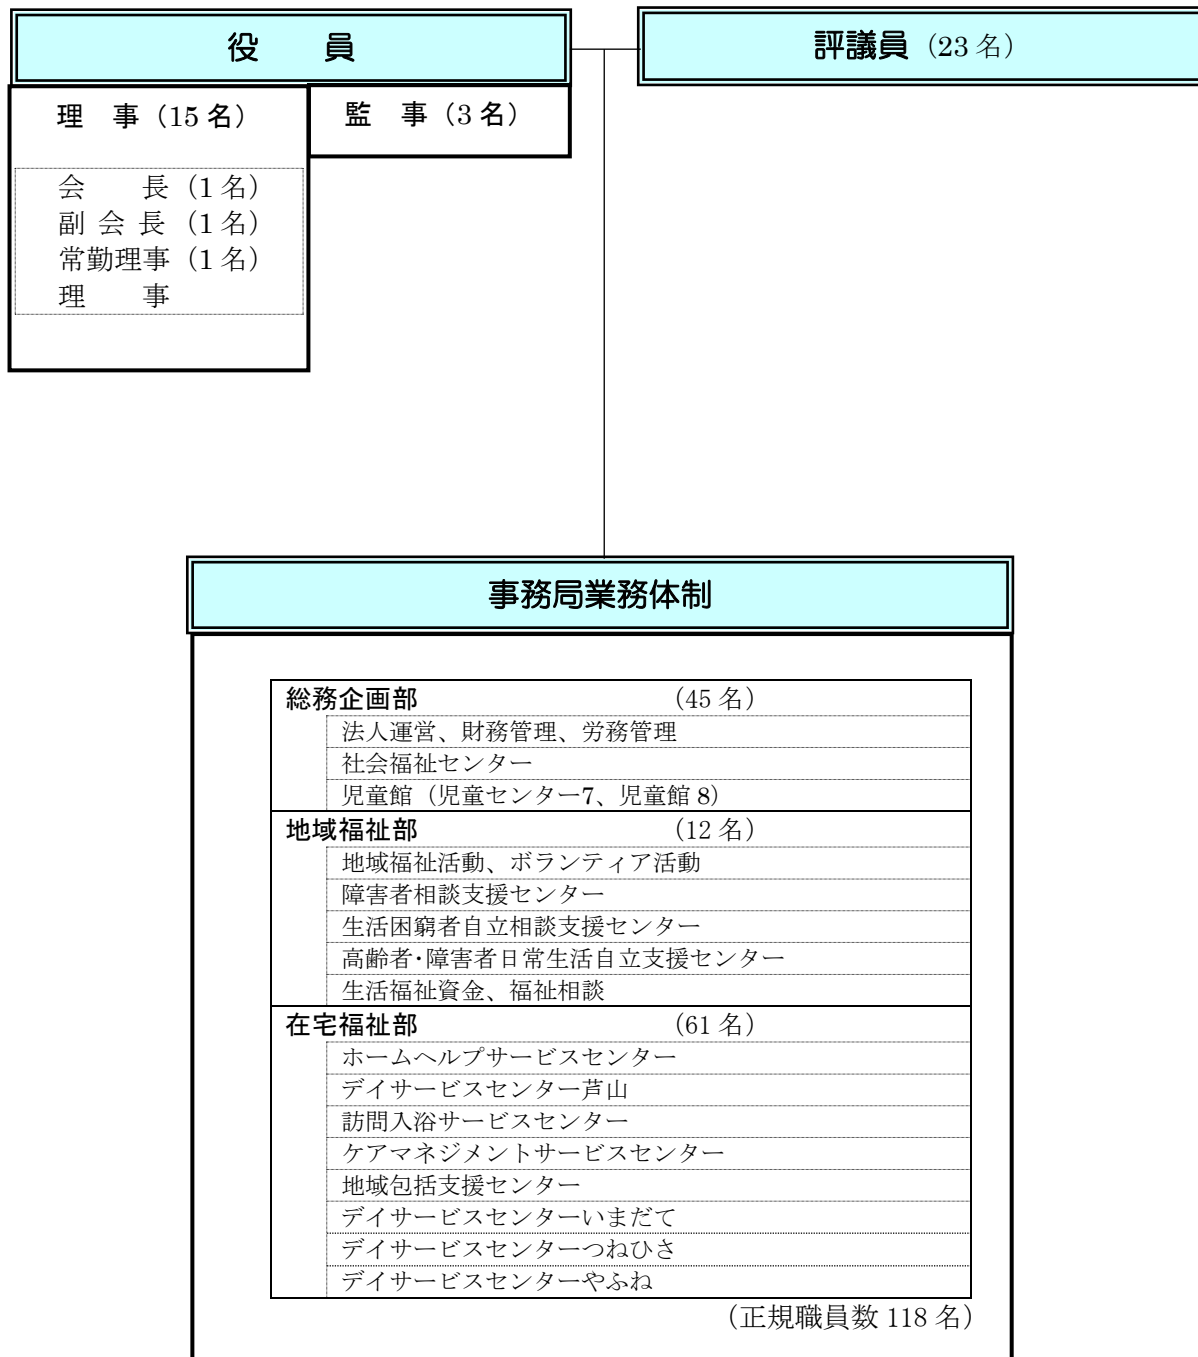 役　員
評議員（23 名）
理　事（15 名）
監　事（3 名）
会　　長（1 名）
副 会 長（1 名）
常勤理事（1 名）
理　　事
事務局業務体制
総務企画部（45 名）
法人運営、財務管理、労務管理
社会福祉センター
児童館（児童センター7、児童館 8）
地域福祉部（12 名）
地域福祉活動、ボランティア活動
障害者相談支援センター
生活困窮者自立相談支援センター
高齢者･障害者日常生活自立支援センター
生活福祉資金、福祉相談
在宅福祉部（61 名）
ホームヘルプサービスセンター
デイサービスセンター芦山
訪問入浴サービスセンター
ケアマネジメントサービスセンター
地域包括支援センター
デイサービスセンターいまだて
デイサービスセンターつねひさ
デイサービスセンターやふね
（正規職員数 118 名）